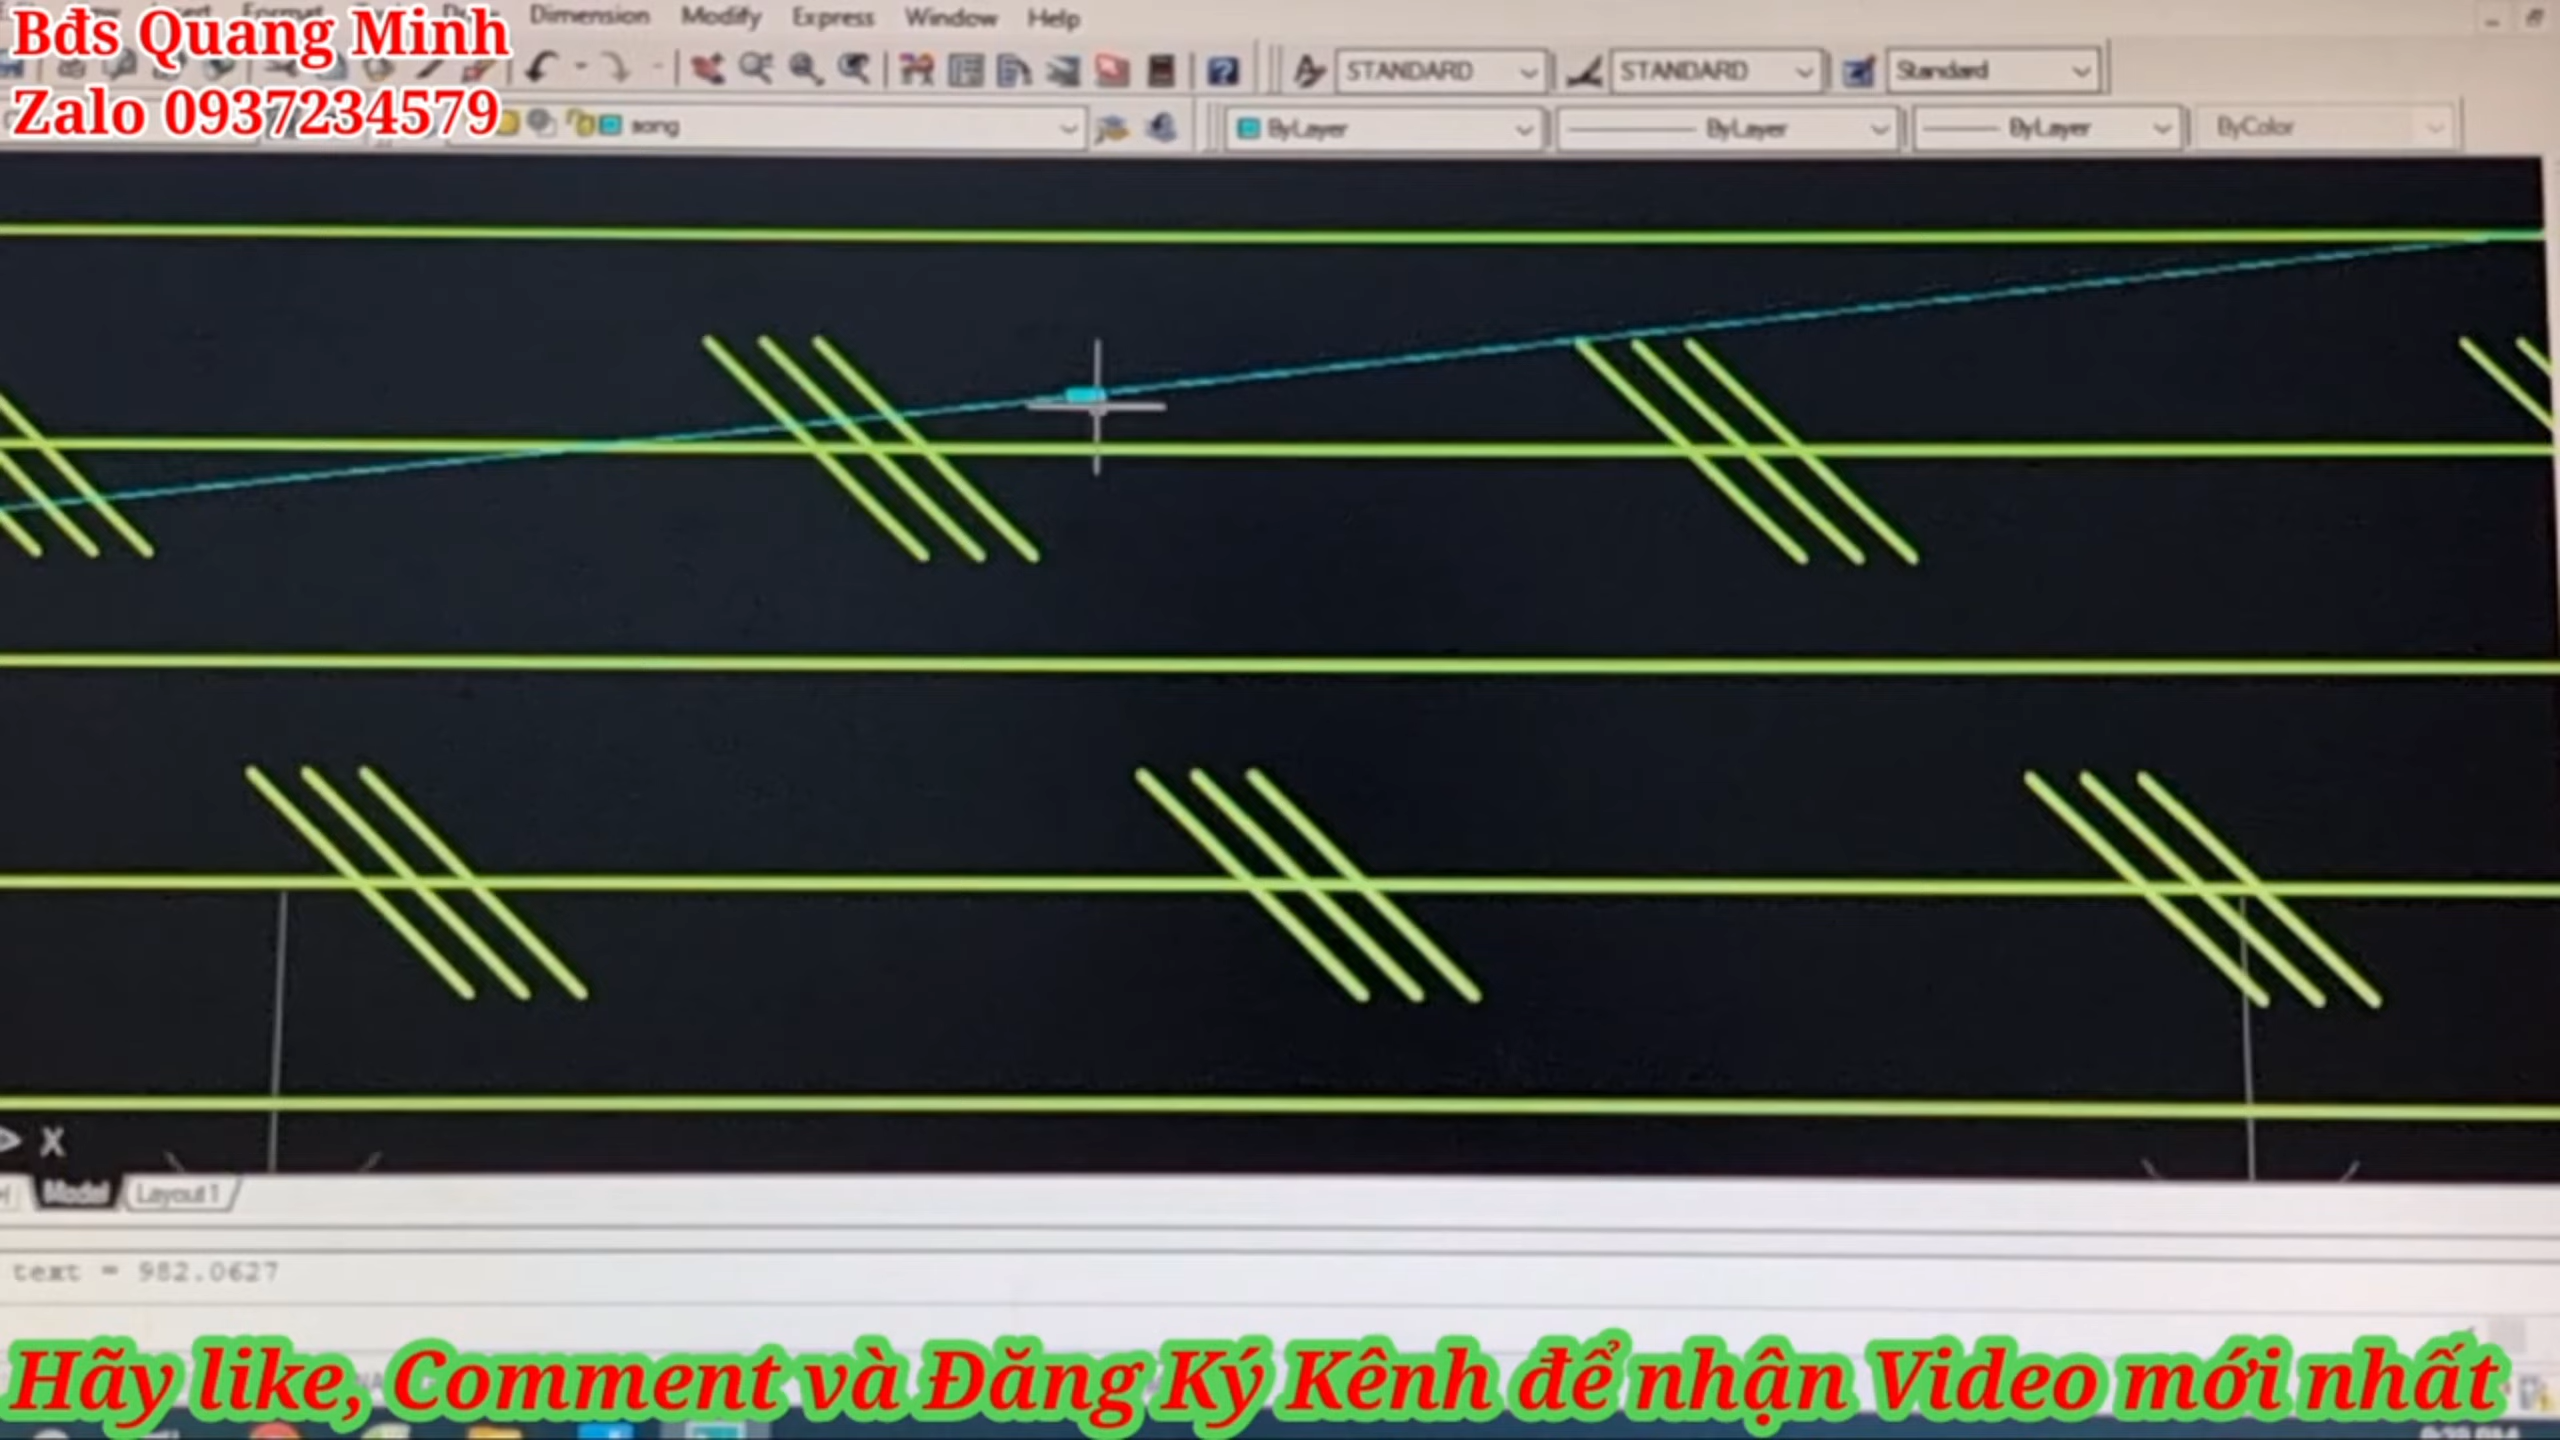 Bđs Quang Minh
Zalo 0937234579
Dimension Modify Express Window Help
STANDARD STANDARD Standard
song ByLayer ByLayer ByLayer ByColor
X
Model Layout1
text = 982.0627
Hãy like, Comment và Đăng Ký Kênh để nhận Video mới nhất